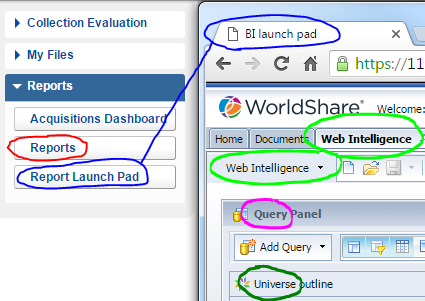 Collection Evaluation
My Files
Reports
Acquisitions Dashboard
Reports
Report Launch Pad
BI launch pad
https://11
WorldShare® Welcome:
Home Documents Web Intelligence
Web Intelligence
Query Panel
Add Query
Universe outline